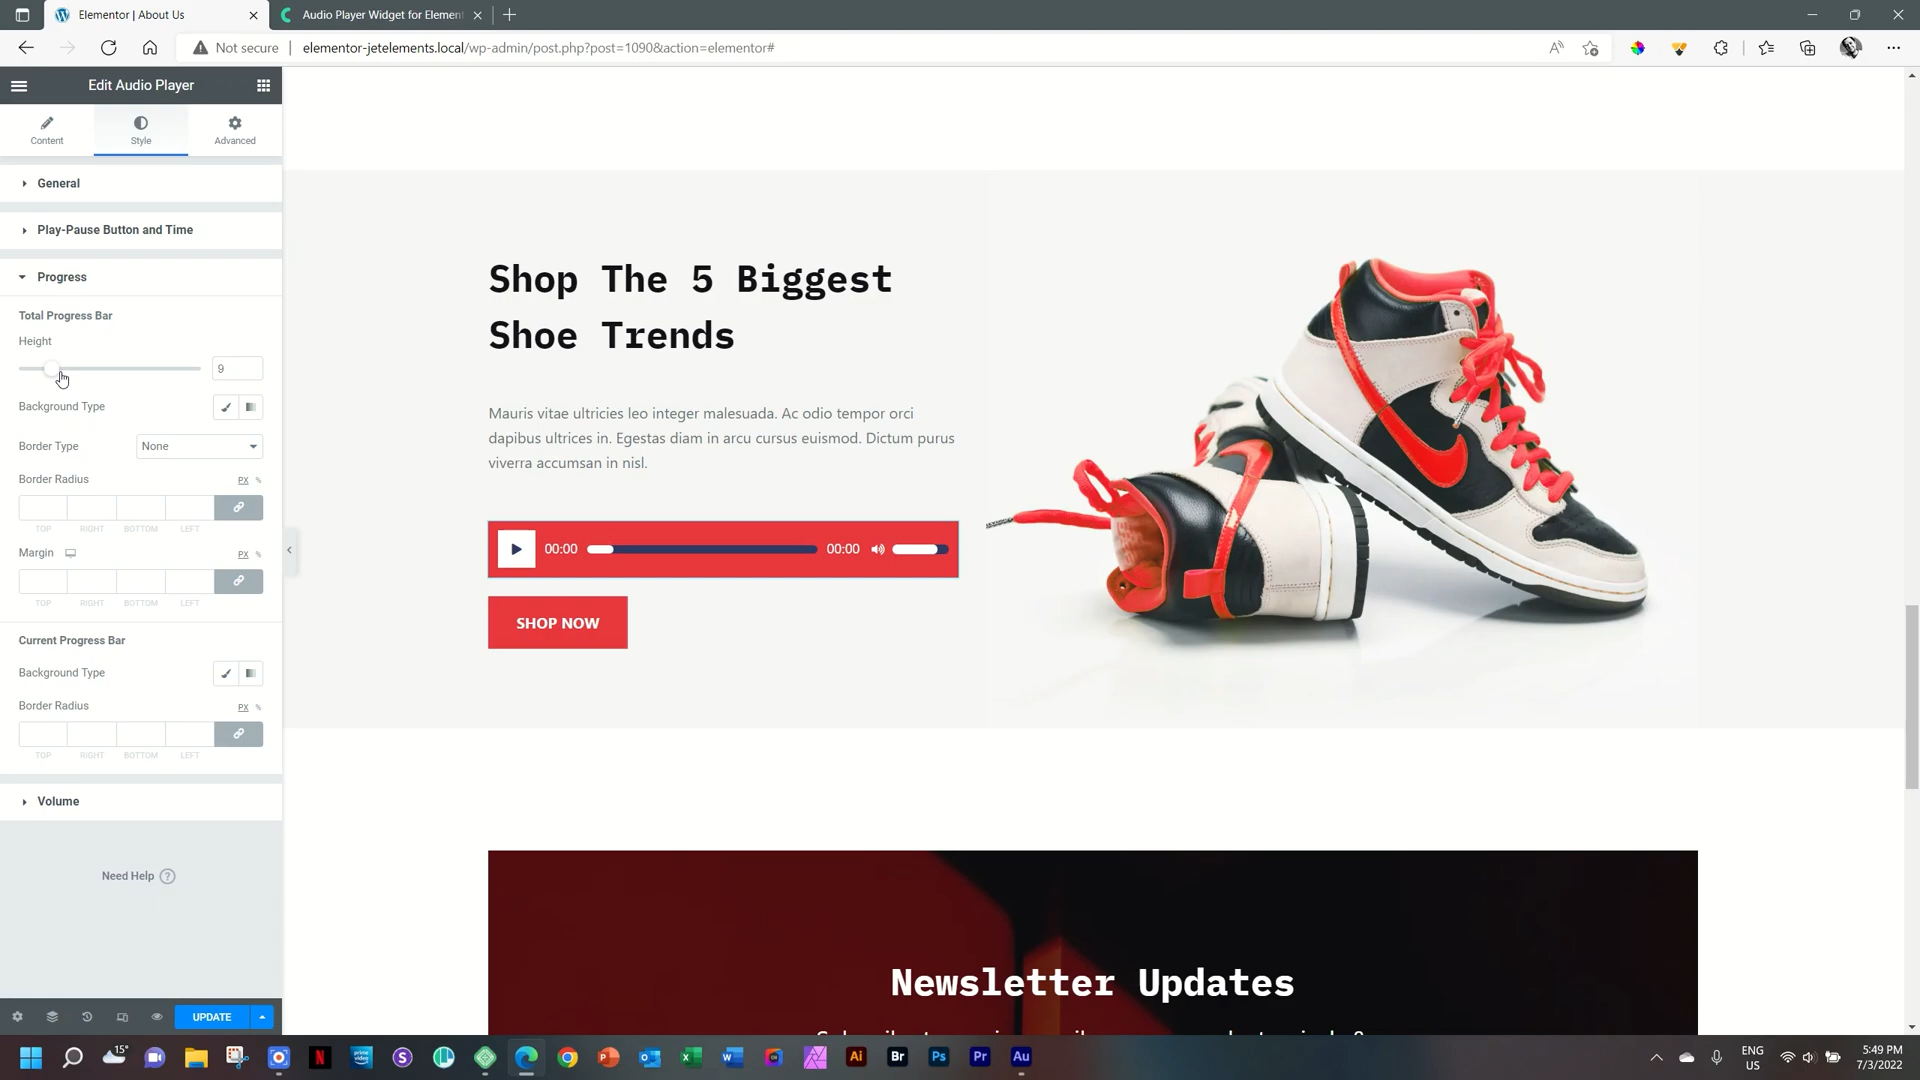 Elementor | About Us
Audio Player Widget for Element
Not secure
elementor-jetelements.local/wp-admin/post.php?post=1090&action=elementor#
Edit Audio Player
Content
Style
Advanced
General
Play-Pause Button and Time
Progress
Total Progress Bar
Height
9
Background Type
Border Type
None
Border Radius
PX %
TOP RIGHT BOTTOM LEFT
Margin
PX %
TOP RIGHT BOTTOM LEFT
Current Progress Bar
Background Type
Border Radius
PX %
TOP RIGHT BOTTOM LEFT
Volume
Need Help ?
UPDATE
Shop The 5 Biggest
Shoe Trends
Mauris vitae ultricies leo integer malesuada. Ac odio tempor orci
dapibus ultrices in. Egestas diam in arcu cursus euismod. Dictum purus
viverra accumsan in nisl.
00:00
00:00
SHOP NOW
Newsletter Updates
15°
Ai
Br
Ps
Pr
Au
ENG
US
5:49 PM
7/3/2022